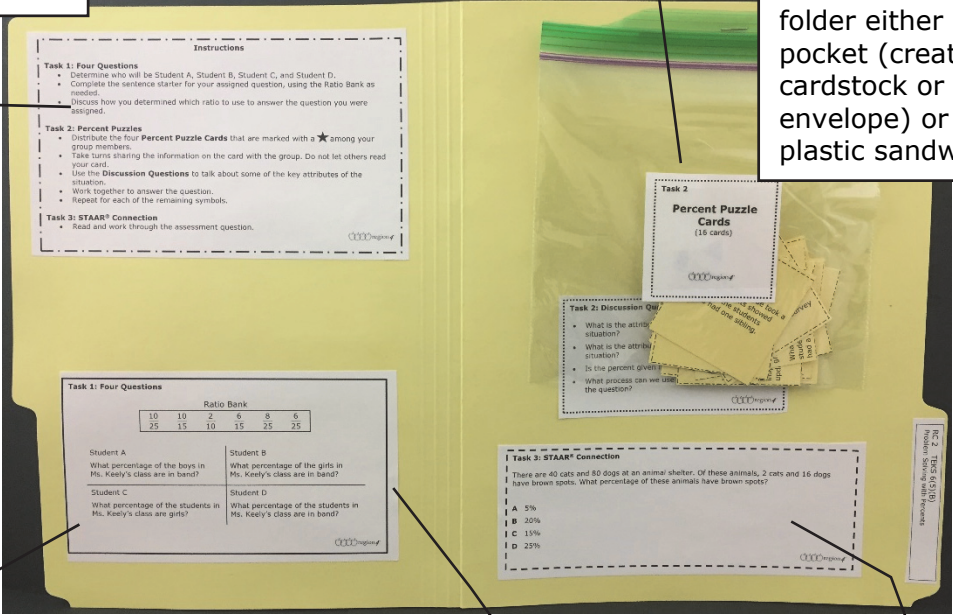 folder either
pocket (creat
cardstock or
envelope) or
plastic sandw
Instructions
Task 1: Four Questions
• Determine who will be Student A, Student B, Student C, and Student D.
• Complete the sentence starter for your assigned question, using the Ratio Bank as
needed.
• Discuss how you determined which ratio to use to answer the question you were
assigned.
Task 2: Percent Puzzles
• Distribute the four Percent Puzzle Cards that are marked with a ★ among your
group members.
• Take turns sharing the information on the card with the group. Do not let others read
your card.
• Use the Discussion Questions to talk about some of the key attributes of the
situation.
• Work together to answer the question.
• Repeat for each of the remaining symbols.
Task 3: STAAR® Connection
• Read and work through the assessment question.
region4
Task 2
Percent Puzzle
Cards
(16 cards)
region4
took a
survey
showed
students
had one sibling.
had a
Task 2: Discussion Qu
• What is the attrib
situation?
• What is the attrib
situation?
• Is the percent given
• What process can we use
the question?
region4
Task 1: Four Questions
Ratio Bank
10 10 2 6 8 6
25 15 10 15 25 25
Student A
What percentage of the boys in
Ms. Keely's class are in band?
Student B
What percentage of the girls in
Ms. Keely's class are in band?
Student C
What percentage of the students in
Ms. Keely's class are girls?
Student D
What percentage of the students in
Ms. Keely's class are in band?
region4
Task 3: STAAR® Connection
There are 40 cats and 80 dogs at an animal shelter. Of these animals, 2 cats and 16 dogs
have brown spots. What percentage of these animals have brown spots?
A 5%
B 20%
C 15%
D 25%
region4
RC 2 TEKS 6(5)(B)
Problem Solving with Percents